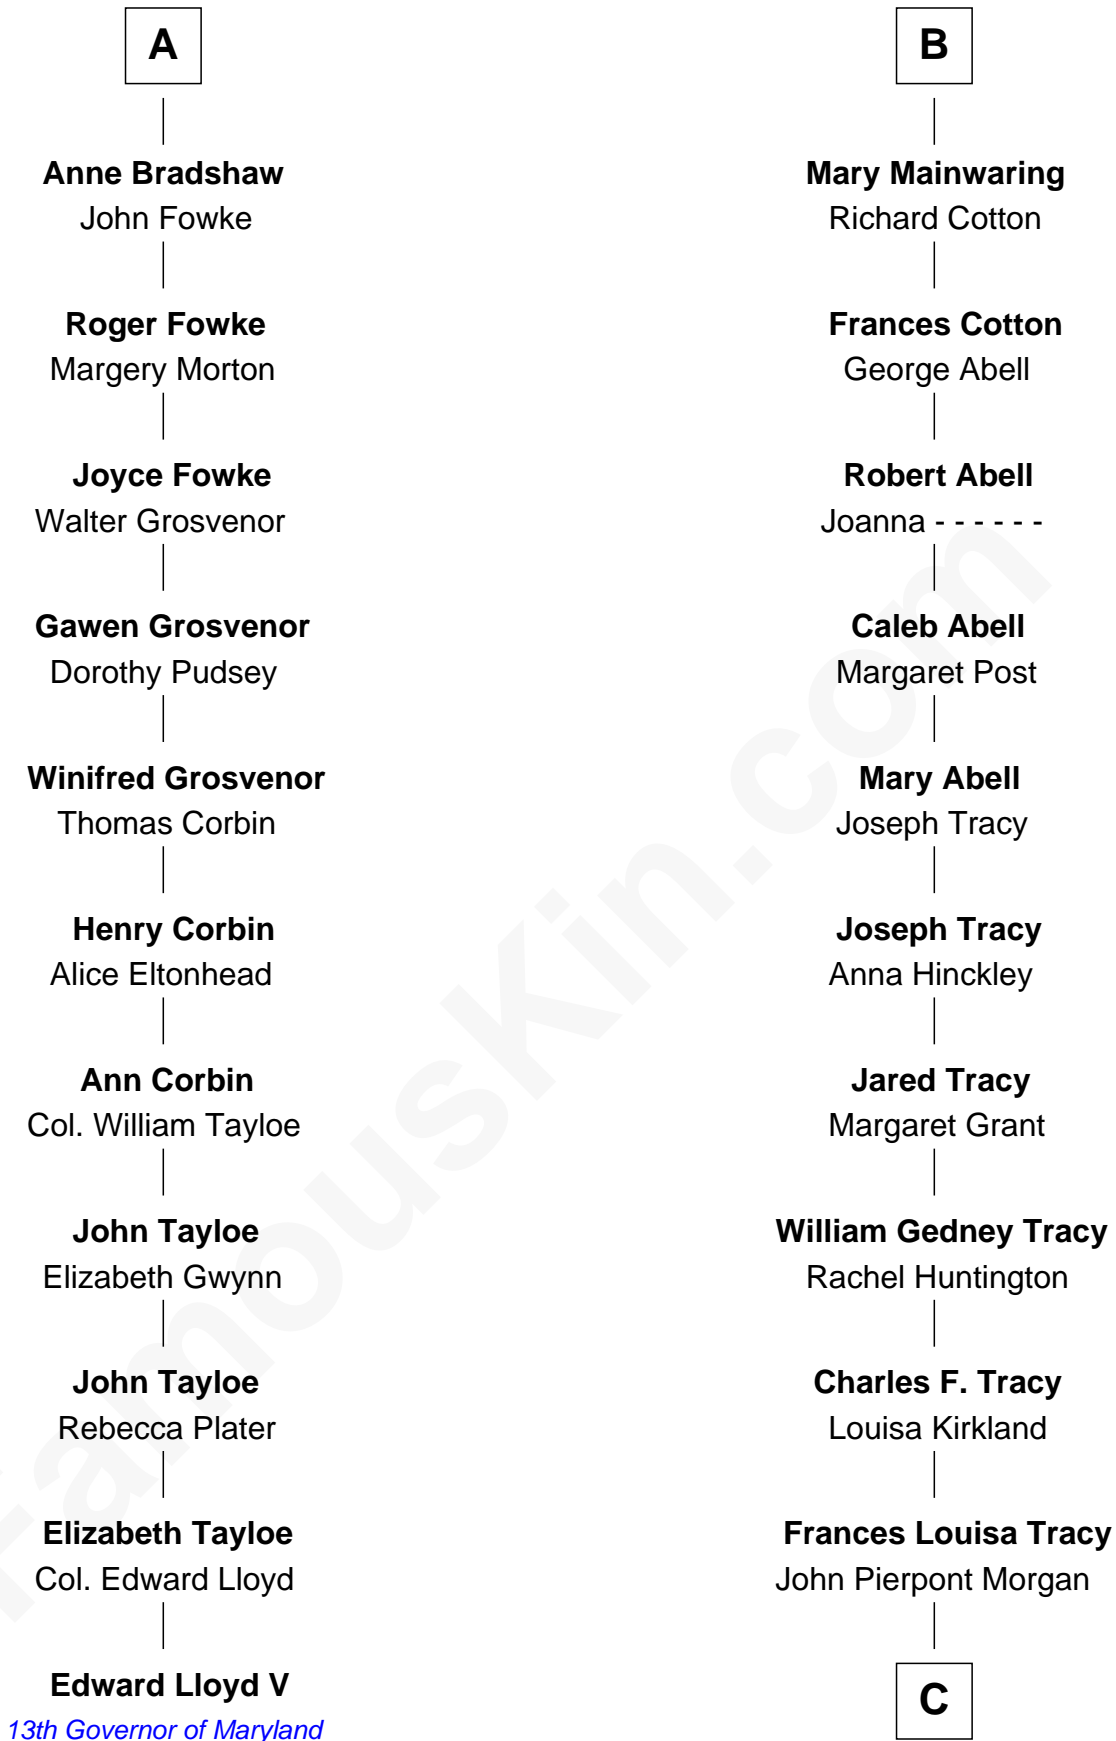 A
Anne Bradshaw
John Fowke
Roger Fowke
Margery Morton
Joyce Fowke
Walter Grosvenor
Gawen Grosvenor
Dorothy Pudsey
Winifred Grosvenor
Thomas Corbin
Henry Corbin
Alice Eltonhead
Ann Corbin
Col. William Tayloe
John Tayloe
Elizabeth Gwynn
John Tayloe
Rebecca Plater
Elizabeth Tayloe
Col. Edward Lloyd
Edward Lloyd V
13th Governor of Maryland
B
Mary Mainwaring
Richard Cotton
Frances Cotton
George Abell
Robert Abell
Joanna - - - - - -
Caleb Abell
Margaret Post
Mary Abell
Joseph Tracy
Joseph Tracy
Anna Hinckley
Jared Tracy
Margaret Grant
William Gedney Tracy
Rachel Huntington
Charles F. Tracy
Louisa Kirkland
Frances Louisa Tracy
John Pierpont Morgan
C
FamousKin.com